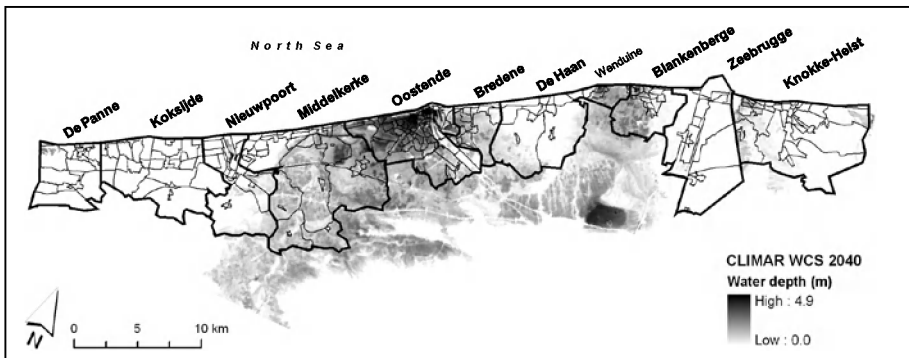 North Sea
De Panne
Koksijde
Nieuwpoort
Middelkerke
Oostende
Bredene
De Haan
Wenduine
Blankenberge
Zeebrugge
Knokke-Heist
CLIMAR WCS 2040
Water depth (m)
High : 4.9
Low : 0.0
N
0 5 10 km